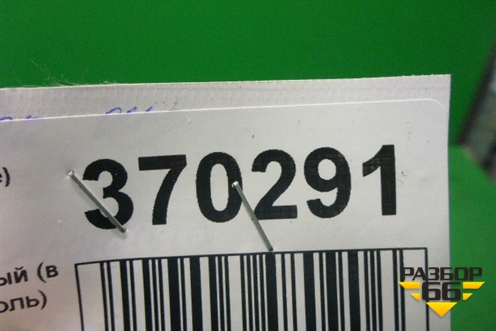 370291
е)
ый (в
оль)
РАЗБОР
66